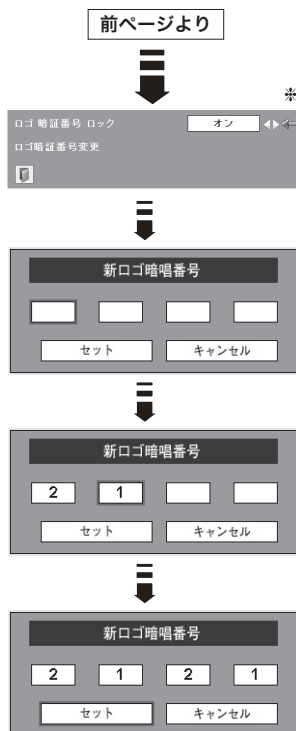 前ページより
※
ロゴ 暗証番号 ロック オン
ロゴ暗証番号変更
新ロゴ暗唱番号
セット キャンセル
新ロゴ暗唱番号
2 1
セット キャンセル
新ロゴ暗唱番号
2 1 2 1
セット キャンセル